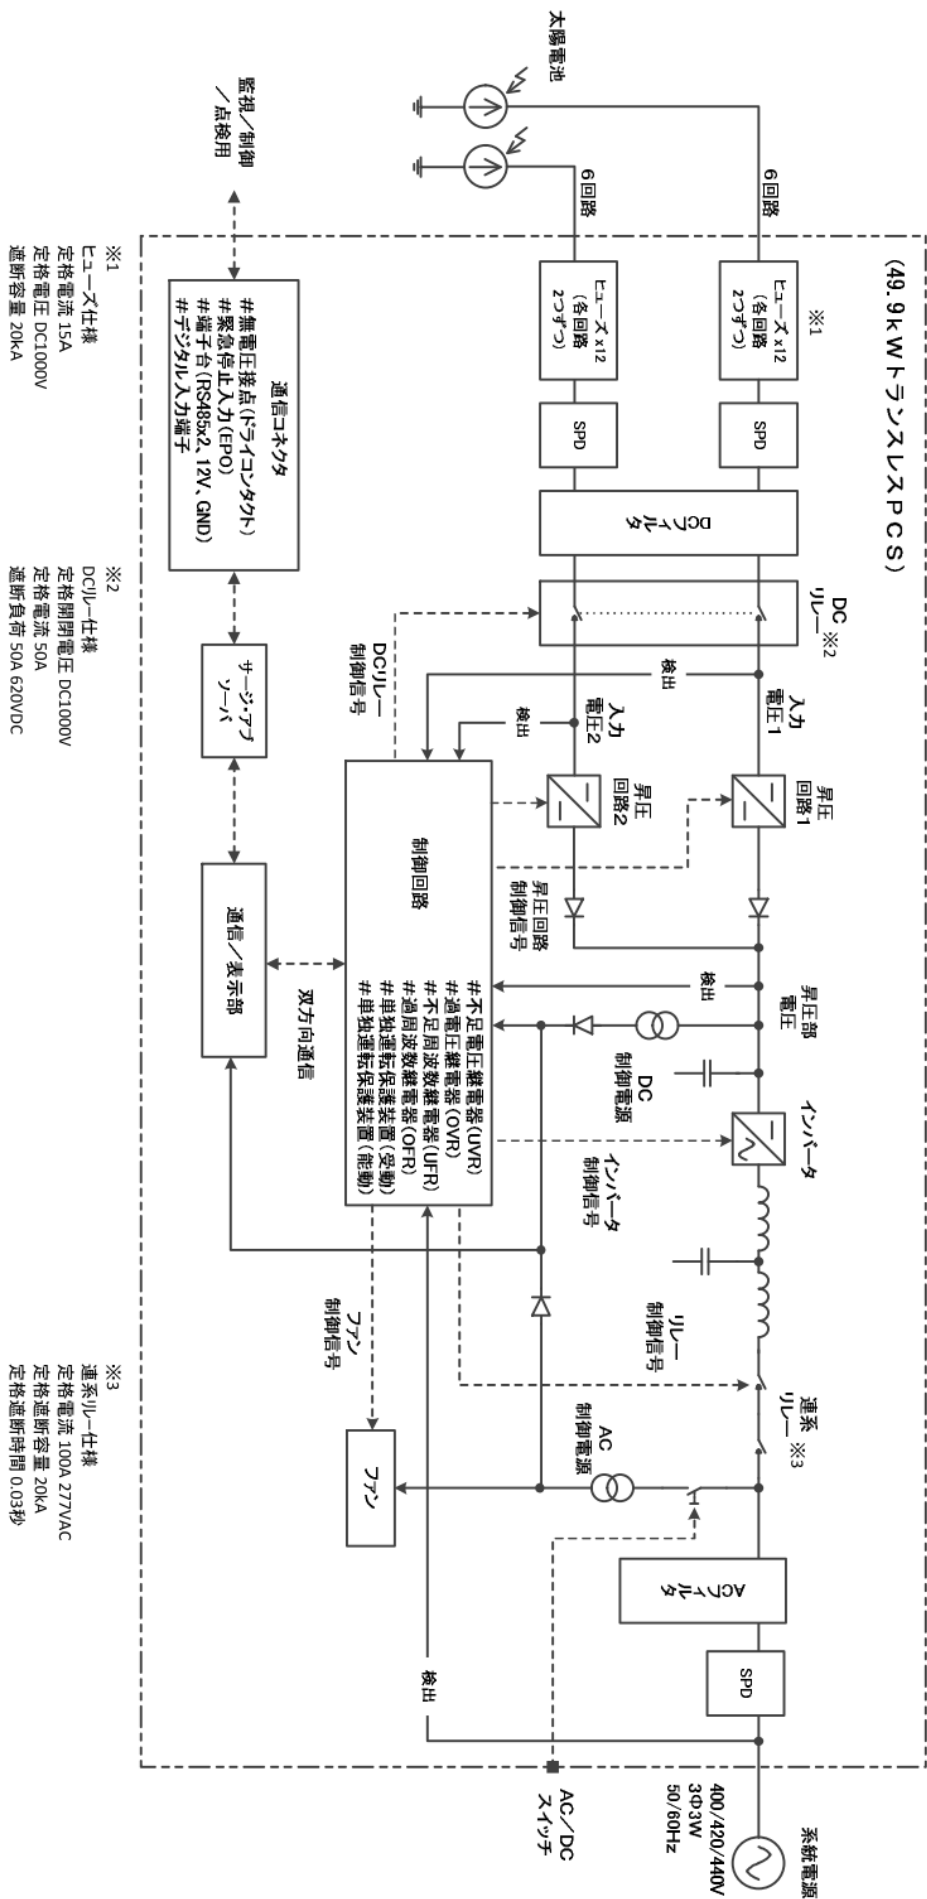 (49.9kWトランスレスPCS)
太陽電池
6回路
6回路
※1
ヒューズ x12
(各回路
2つずつ)
ヒューズ x12
(各回路
2つずつ)
SPD
SPD
DCフィルタ
DC
リレー ※2
入力
電圧1
入力
電圧2
検出
検出
DCリレー
制御信号
昇圧
回路1
昇圧
回路2
昇圧回路
制御信号
検出
昇圧部
電圧
DC
制御電源
インバータ
インバータ
制御信号
リレー
制御信号
連系
リレー ※3
AC
制御電源
ACフィルタ
SPD
検出
系統電源
400/420/440V
3Φ3W
50/60Hz
AC/DC
スイッチ
制御回路
#不足電圧継電器(UVR)
#過電圧継電器(OVR)
#不足周波数継電器(UFR)
#過周波数継電器(OFR)
#単独運転保護装置(受動)
#単独運転保護装置(能動)
双方向通信
ファン
制御信号
ファン
監視/制御
/点検用
通信コネクタ
#無電圧接点(ドライコンタクト)
#緊急停止入力(EPO)
#端子台(RS485x2、12V、GND)
#デジタル入力端子
サージ・アブ
ソーバ
通信/表示部
※1
ヒューズ仕様
定格電流 15A
定格電圧 DC1000V
遮断容量 20kA
※2
DCリレー仕様
定格開閉電圧 DC1000V
定格電流 50A
遮断負荷 50A 620VDC
※3
連系リレー仕様
定格電流 100A 277VAC
定格遮断容量 20kA
定格遮断時間 0.03秒